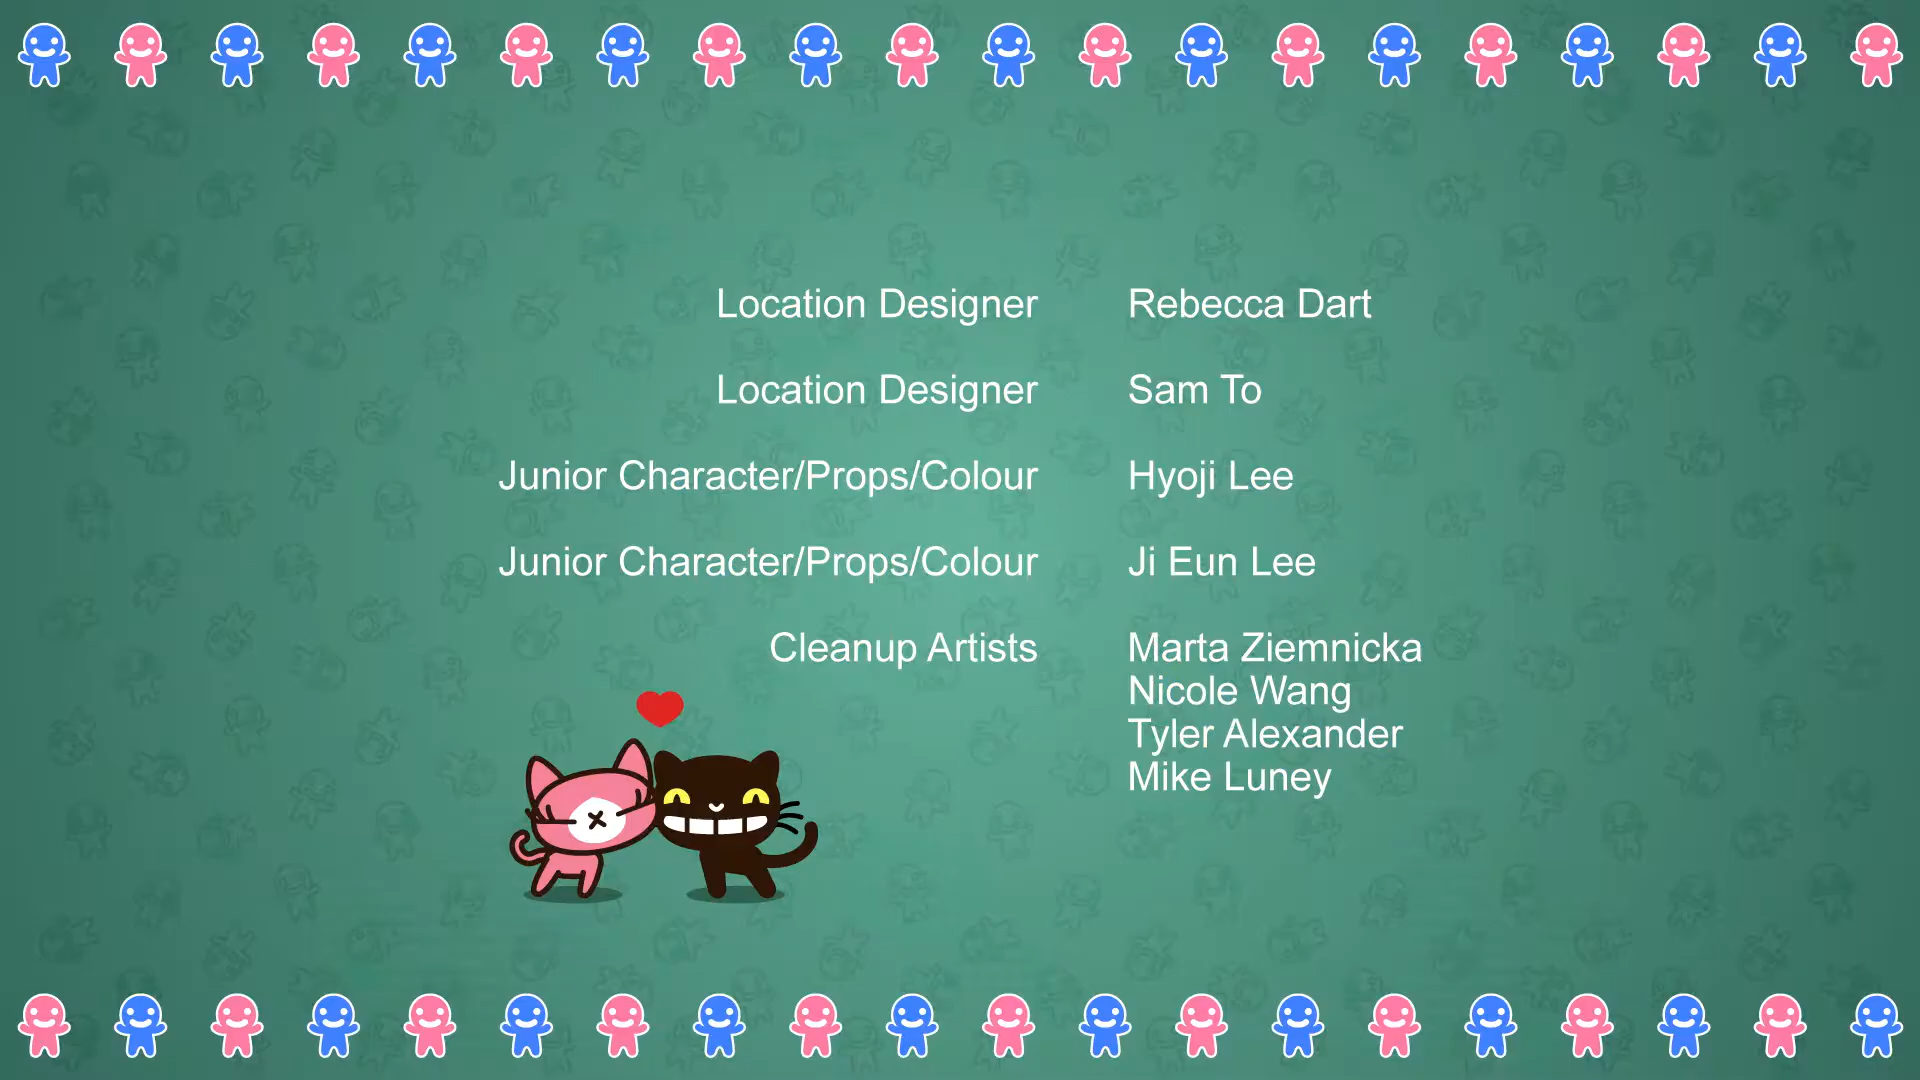 Location Designer Rebecca Dart
Location Designer Sam To
Junior Character/Props/Colour Hyoji Lee
Junior Character/Props/Colour Ji Eun Lee
Cleanup Artists Marta Ziemnicka
Nicole Wang
Tyler Alexander
Mike Luney